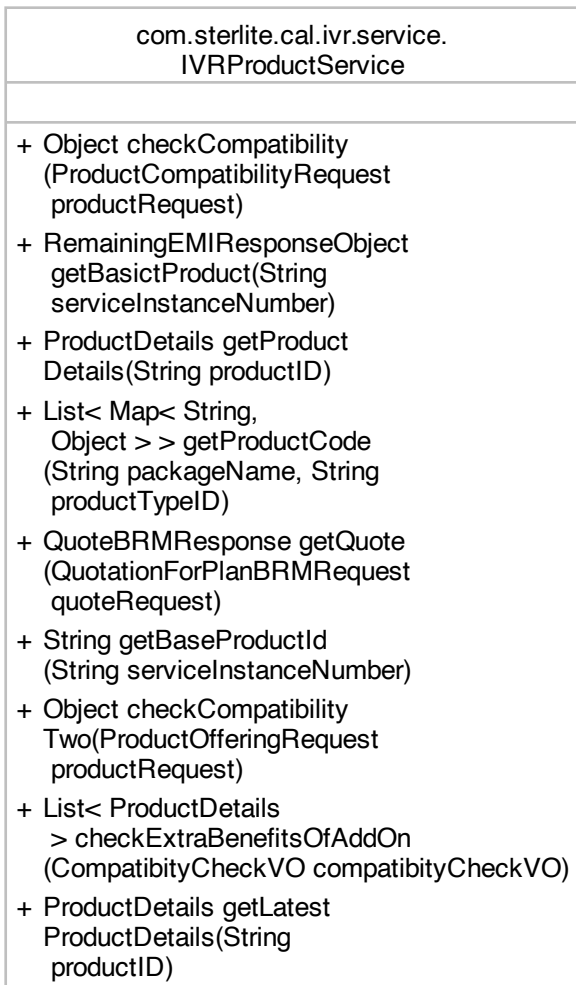 com.sterlite.cal.ivr.service.
IVRProductService
+ Object checkCompatibility
(ProductCompatibilityRequest
productRequest)
+ RemainingEMIResponseObject
getBasictProduct(String
serviceInstanceNumber)
+ ProductDetails getProduct
Details(String productID)
+ List< Map< String,
Object > > getProductCode
(String packageName, String
productTypeID)
+ QuoteBRMResponse getQuote
(QuotationForPlanBRMRequest
quoteRequest)
+ String getBaseProductId
(String serviceInstanceNumber)
+ Object checkCompatibility
Two(ProductOfferingRequest
productRequest)
+ List< ProductDetails
> checkExtraBenefitsOfAddOn
(CompatibityCheckVO compatibityCheckVO)
+ ProductDetails getLatest
ProductDetails(String
productID)